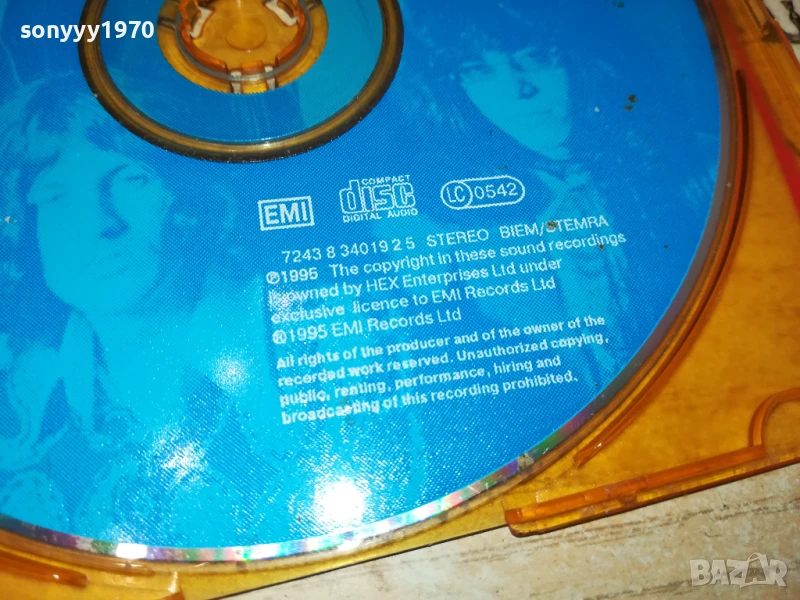 sonyyy1970
EMI
COMPACT
disc
DIGITAL AUDIO
LC 0542
7243 8 34019 2 5 STEREO BIEM/STEMRA
℗1995 The copyright in these sound recordings
is owned by HEX Enterprises Ltd under
exclusive licence to EMI Records Ltd
©1995 EMI Records Ltd
All rights of the producer and of the owner of the
recorded work reserved. Unauthorized copying,
public, renting, performance, hiring and
broadcasting of this recording prohibited.
BAZAR